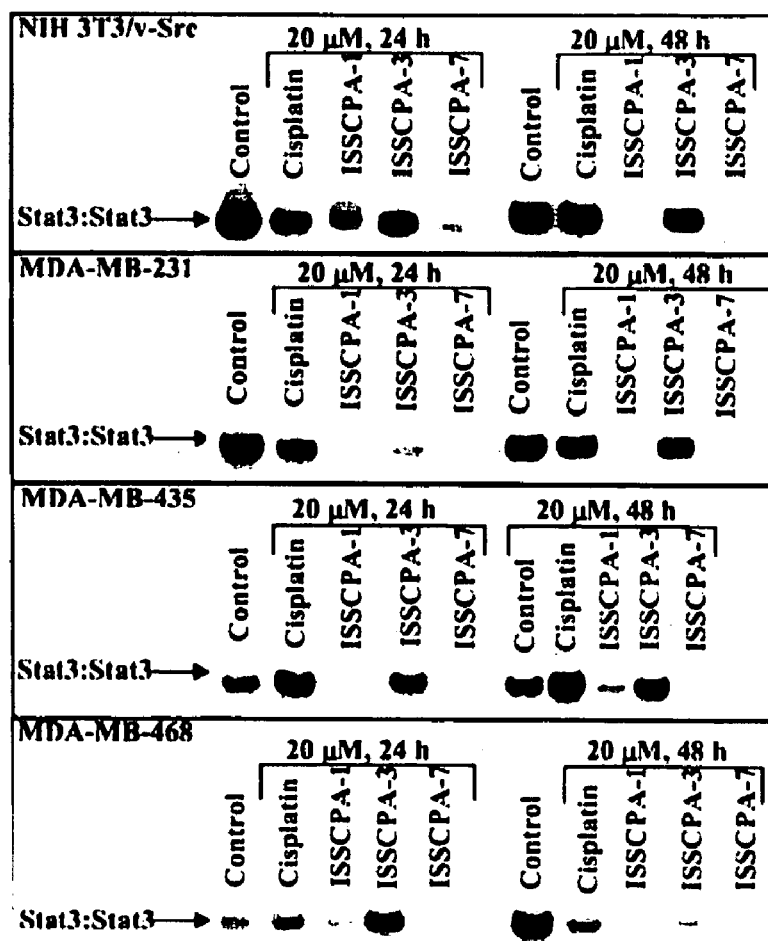 NIH 3T3/v-Src
20 µM, 24 h
20 µM, 48 h
Control
Cisplatin
ISSCPA-1
ISSCPA-3
ISSCPA-7
Control
Cisplatin
ISSCPA-1
ISSCPA-3
ISSCPA-7
Stat3:Stat3
MDA-MB-231
20 µM, 24 h
20 µM, 48 h
Control
Cisplatin
ISSCPA-1
ISSCPA-3
ISSCPA-7
Control
Cisplatin
ISSCPA-1
ISSCPA-3
ISSCPA-7
Stat3:Stat3
MDA-MB-435
20 µM, 24 h
20 µM, 48 h
Control
Cisplatin
ISSCPA-1
ISSCPA-3
ISSCPA-7
Control
Cisplatin
ISSCPA-1
ISSCPA-3
ISSCPA-7
Stat3:Stat3
MDA-MB-468
20 µM, 24 h
20 µM, 48 h
Control
Cisplatin
ISSCPA-1
ISSCPA-3
ISSCPA-7
Control
Cisplatin
ISSCPA-1
ISSCPA-3
ISSCPA-7
Stat3:Stat3